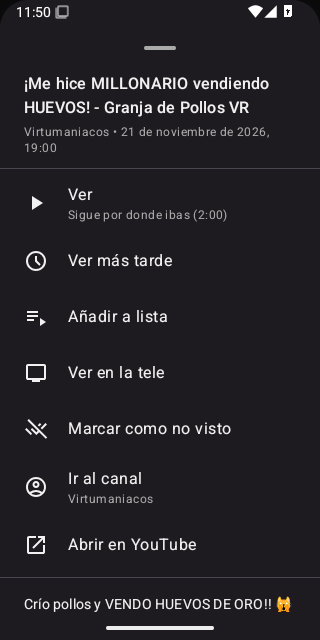 11:50
¡Me hice MILLONARIO vendiendo
HUEVOS! - Granja de Pollos VR
Virtumaniacos • 21 de noviembre de 2026,
19:00
Ver
Sigue por donde ibas (2:00)
Ver más tarde
Añadir a lista
Ver en la tele
Marcar como no visto
Ir al canal
Virtumaniacos
Abrir en YouTube
Crío pollos y VENDO HUEVOS DE ORO!! 🙀